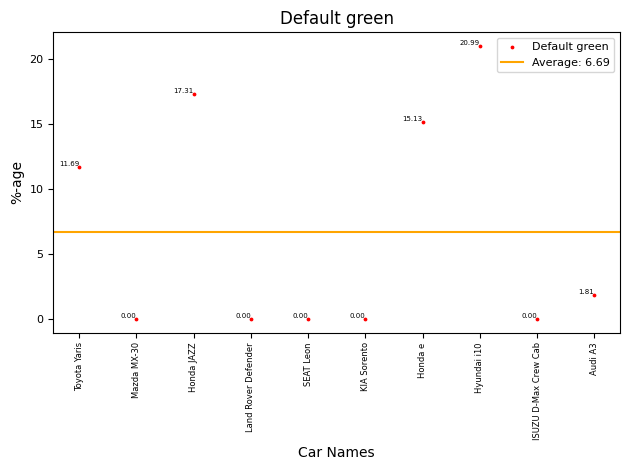 Default green
20.99
Default green
Average: 6.69
20
17.31
15
15.13
11.69
10
%-age
5
1.81
0
0.00
0.00
0.00
0.00
0.00
Toyota Yaris
Mazda MX-30
Honda JAZZ
Land Rover Defender
SEAT Leon
KIA Sorento
Honda e
Hyundai i10
ISUZU D-Max Crew Cab
Audi A3
Car Names